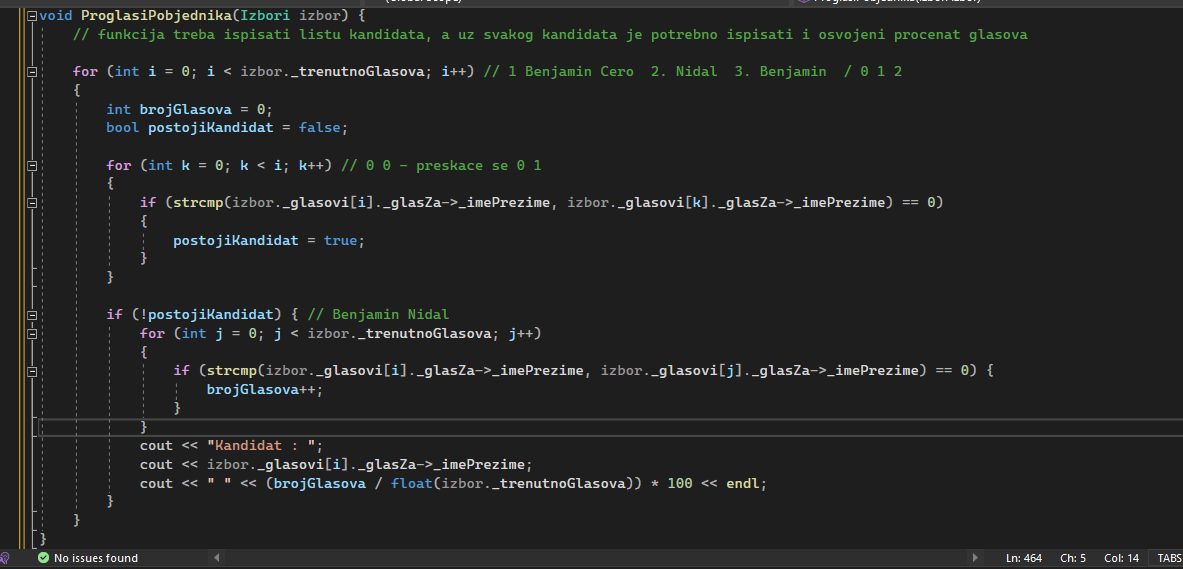 void ProglasiPobjednika(Izbori izbor) {
// funkcija treba ispisati listu kandidata, a uz svakog kandidata je potrebno ispisati i osvojeni procenat glasova
for (int i = 0; i < izbor._trenutnoGlasova; i++) // 1 Benjamin Cero  2. Nidal  3. Benjamin  / 0 1 2
{
int brojGlasova = 0;
bool postojiKandidat = false;
for (int k = 0; k < i; k++) // 0 0 - preskace se 0 1
{
if (strcmp(izbor._glasovi[i]._glasZa->_imePrezime, izbor._glasovi[k]._glasZa->_imePrezime) == 0)
{
postojiKandidat = true;
}
}
if (!postojiKandidat) { // Benjamin Nidal
for (int j = 0; j < izbor._trenutnoGlasova; j++)
{
if (strcmp(izbor._glasovi[i]._glasZa->_imePrezime, izbor._glasovi[j]._glasZa->_imePrezime) == 0) {
brojGlasova++;
}
}
cout << "Kandidat : ";
cout << izbor._glasovi[i]._glasZa->_imePrezime;
cout << " " << (brojGlasova / float(izbor._trenutnoGlasova)) * 100 << endl;
}
}
}
No issues found
Ln: 464 Ch: 5 Col: 14 TABS